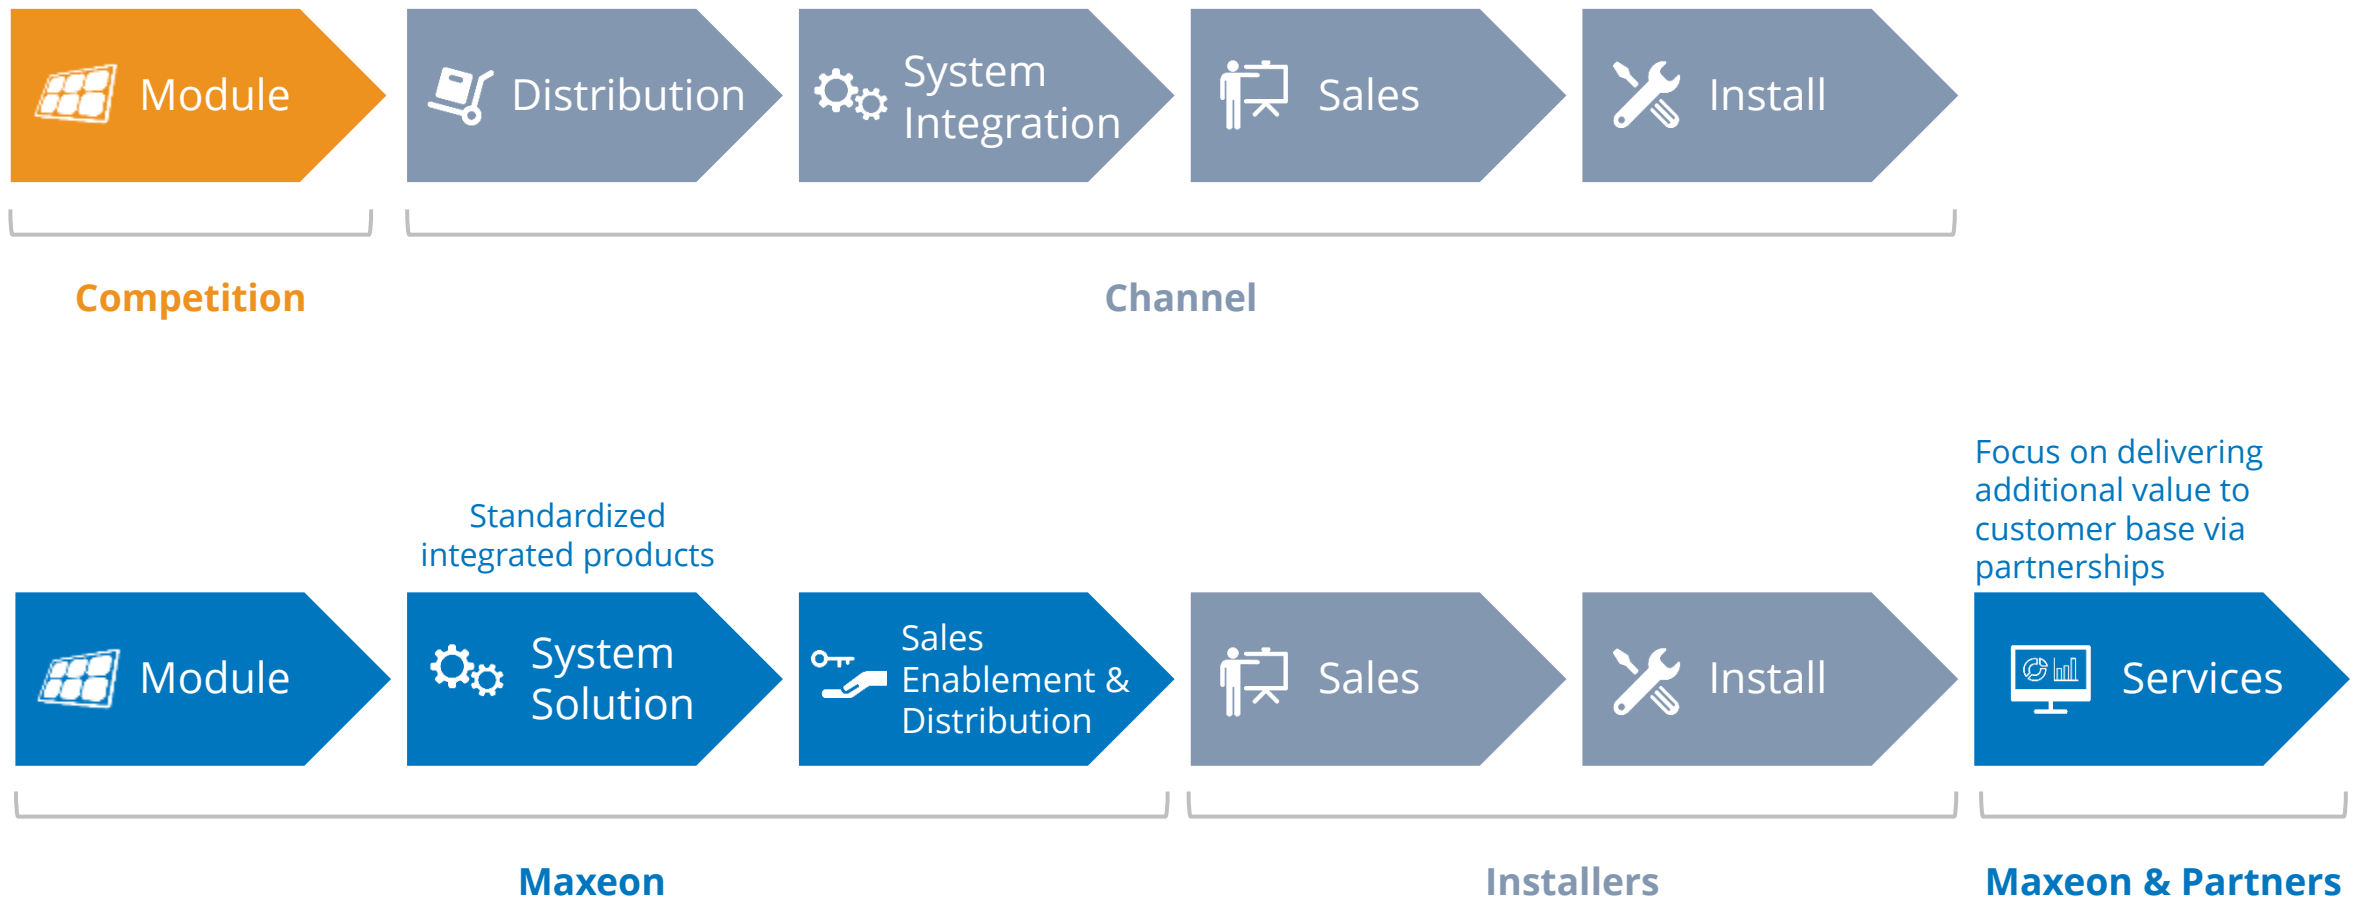 Module
Distribution
System
Integration
Sales
Install
Competition
Channel
Standardized
integrated products
Focus on delivering
additional value to
customer base via
partnerships
Module
System
Solution
Sales
Enablement &
Distribution
Sales
Install
Services
Maxeon
Installers
Maxeon & Partners